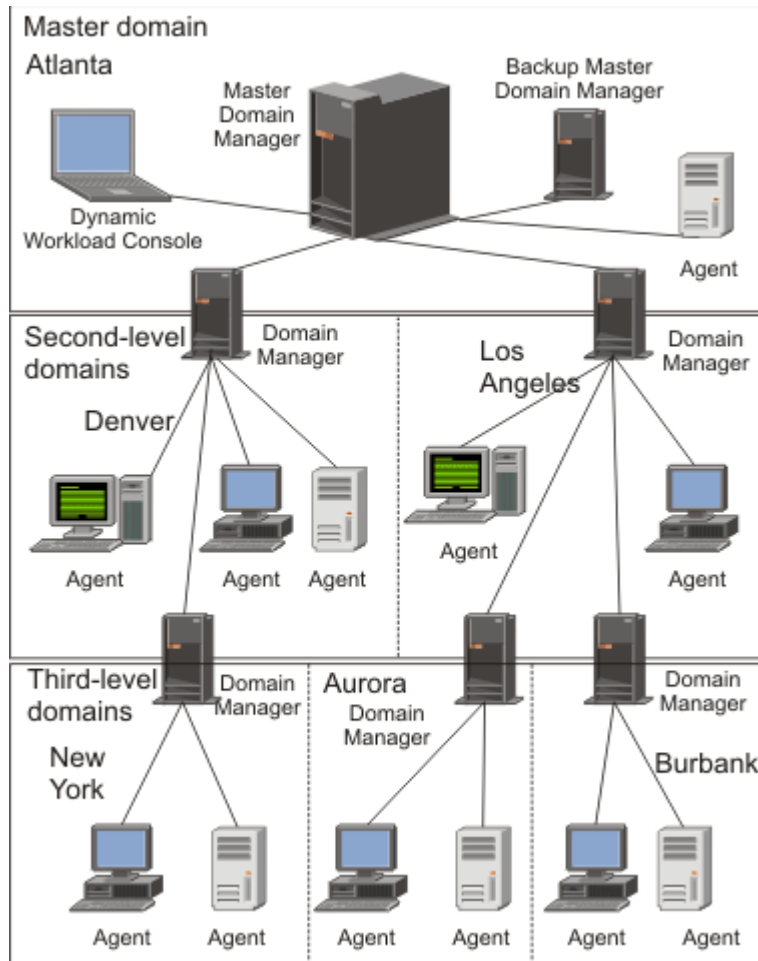 Master domain
Atlanta
Master
Domain
Manager
Backup Master
Domain Manager
Dynamic
Workload Console
Agent
Second-level
domains
Domain
Manager
Denver
Agent
Agent
Agent
Los
Angeles
Domain
Manager
Agent
Agent
Third-level
domains
Domain
Manager
New
York
Agent
Agent
Aurora
Domain
Manager
Agent
Agent
Domain
Manager
Burbank
Agent
Agent